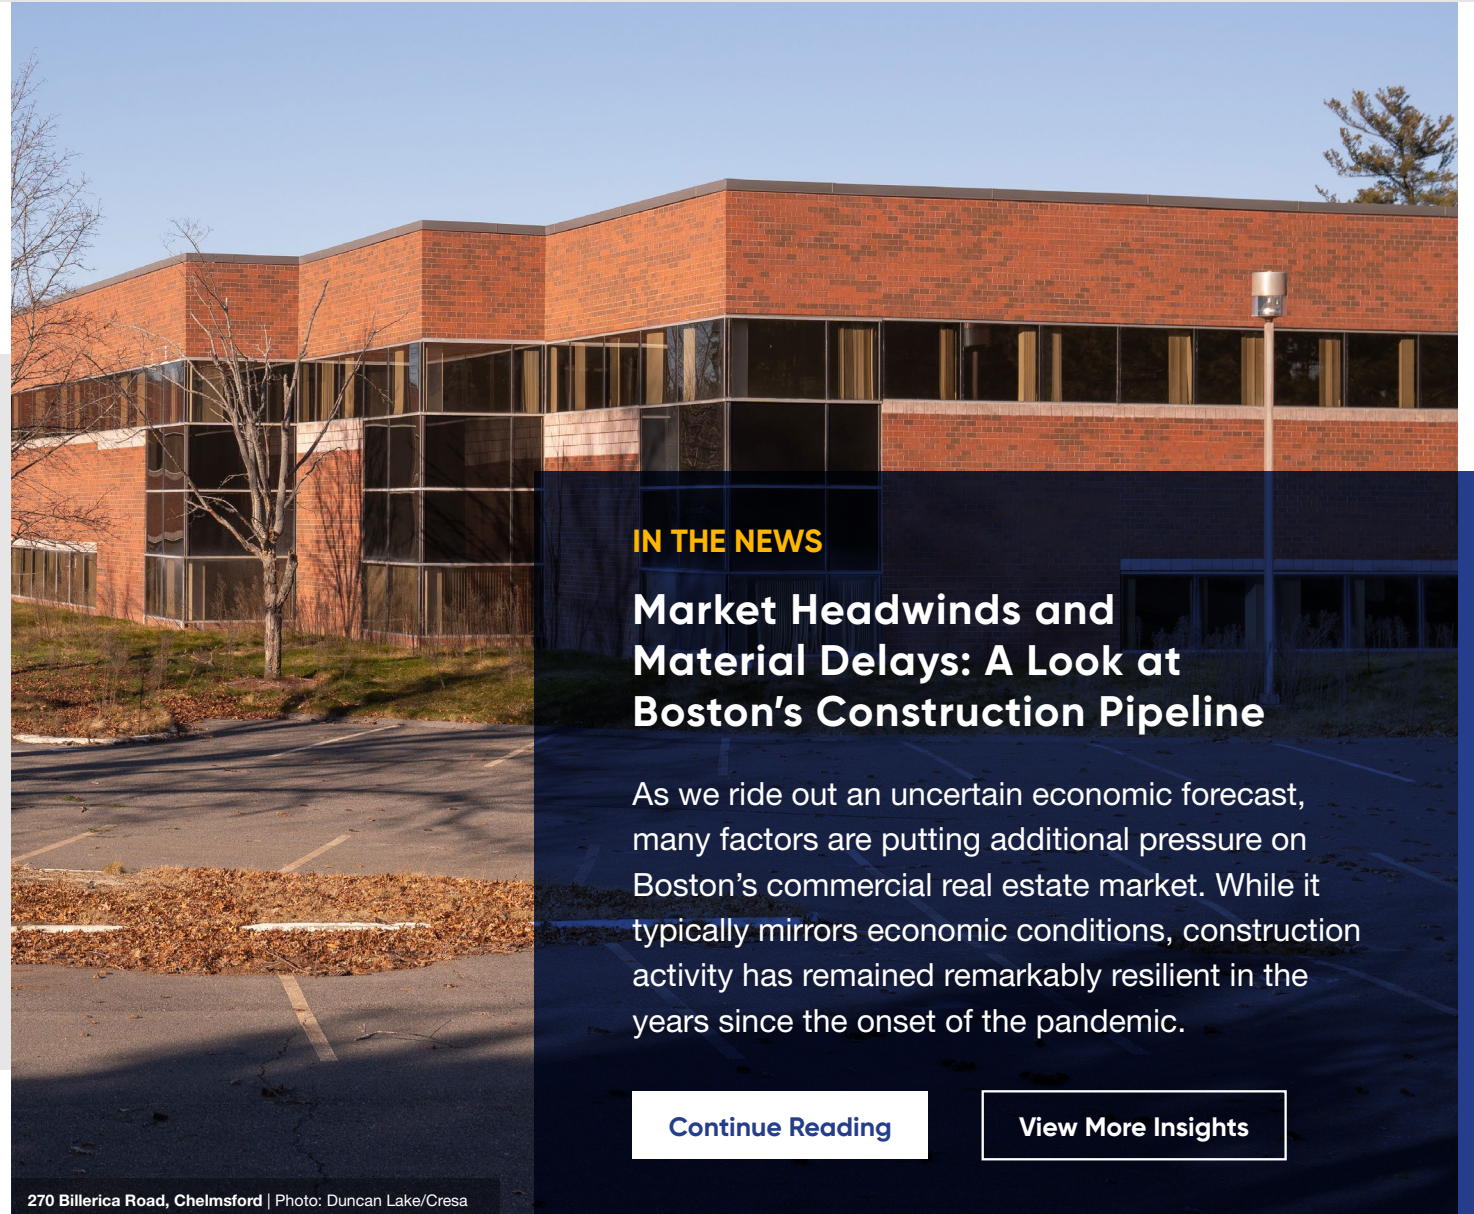 IN THE NEWS
Market Headwinds and
Material Delays: A Look at
Boston’s Construction Pipeline
As we ride out an uncertain economic forecast,
many factors are putting additional pressure on
Boston’s commercial real estate market. While it
typically mirrors economic conditions, construction
activity has remained remarkably resilient in the
years since the onset of the pandemic.
Continue Reading
View More Insights
270 Billerica Road, Chelmsford | Photo: Duncan Lake/Cresa